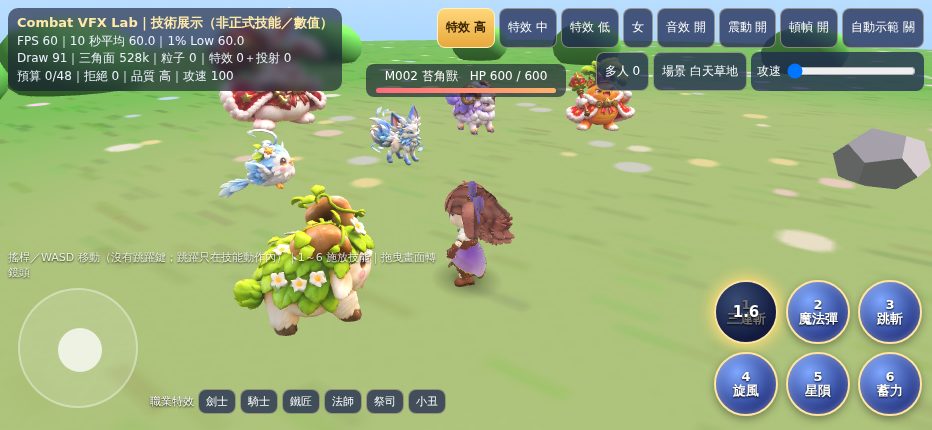 Combat VFX Lab｜技術展示（非正式技能／數值）
FPS 60｜10 秒平均 60.0｜1% Low 60.0
Draw 91｜三角面 528k｜粒子 0｜特效 0＋投射 0
預算 0/48｜拒絕 0｜品質 高｜攻速 100
特效 高
特效 中
特效 低
女
音效 開
震動 開
頓幀 開
自動示範 關
M002 苔角獸 HP 600 / 600
多人 0
場景 白天草地
攻速
搖桿／WASD 移動（沒有跳躍鍵；跳躍只在技能動作內）｜1～6 施放技能｜拖曳畫面轉
鏡頭
1
1.6
三連斬
2
魔法彈
3
跳斬
4
旋風
5
星隕
6
蓄力
職業特效
劍士
騎士
鐵匠
法師
祭司
小丑